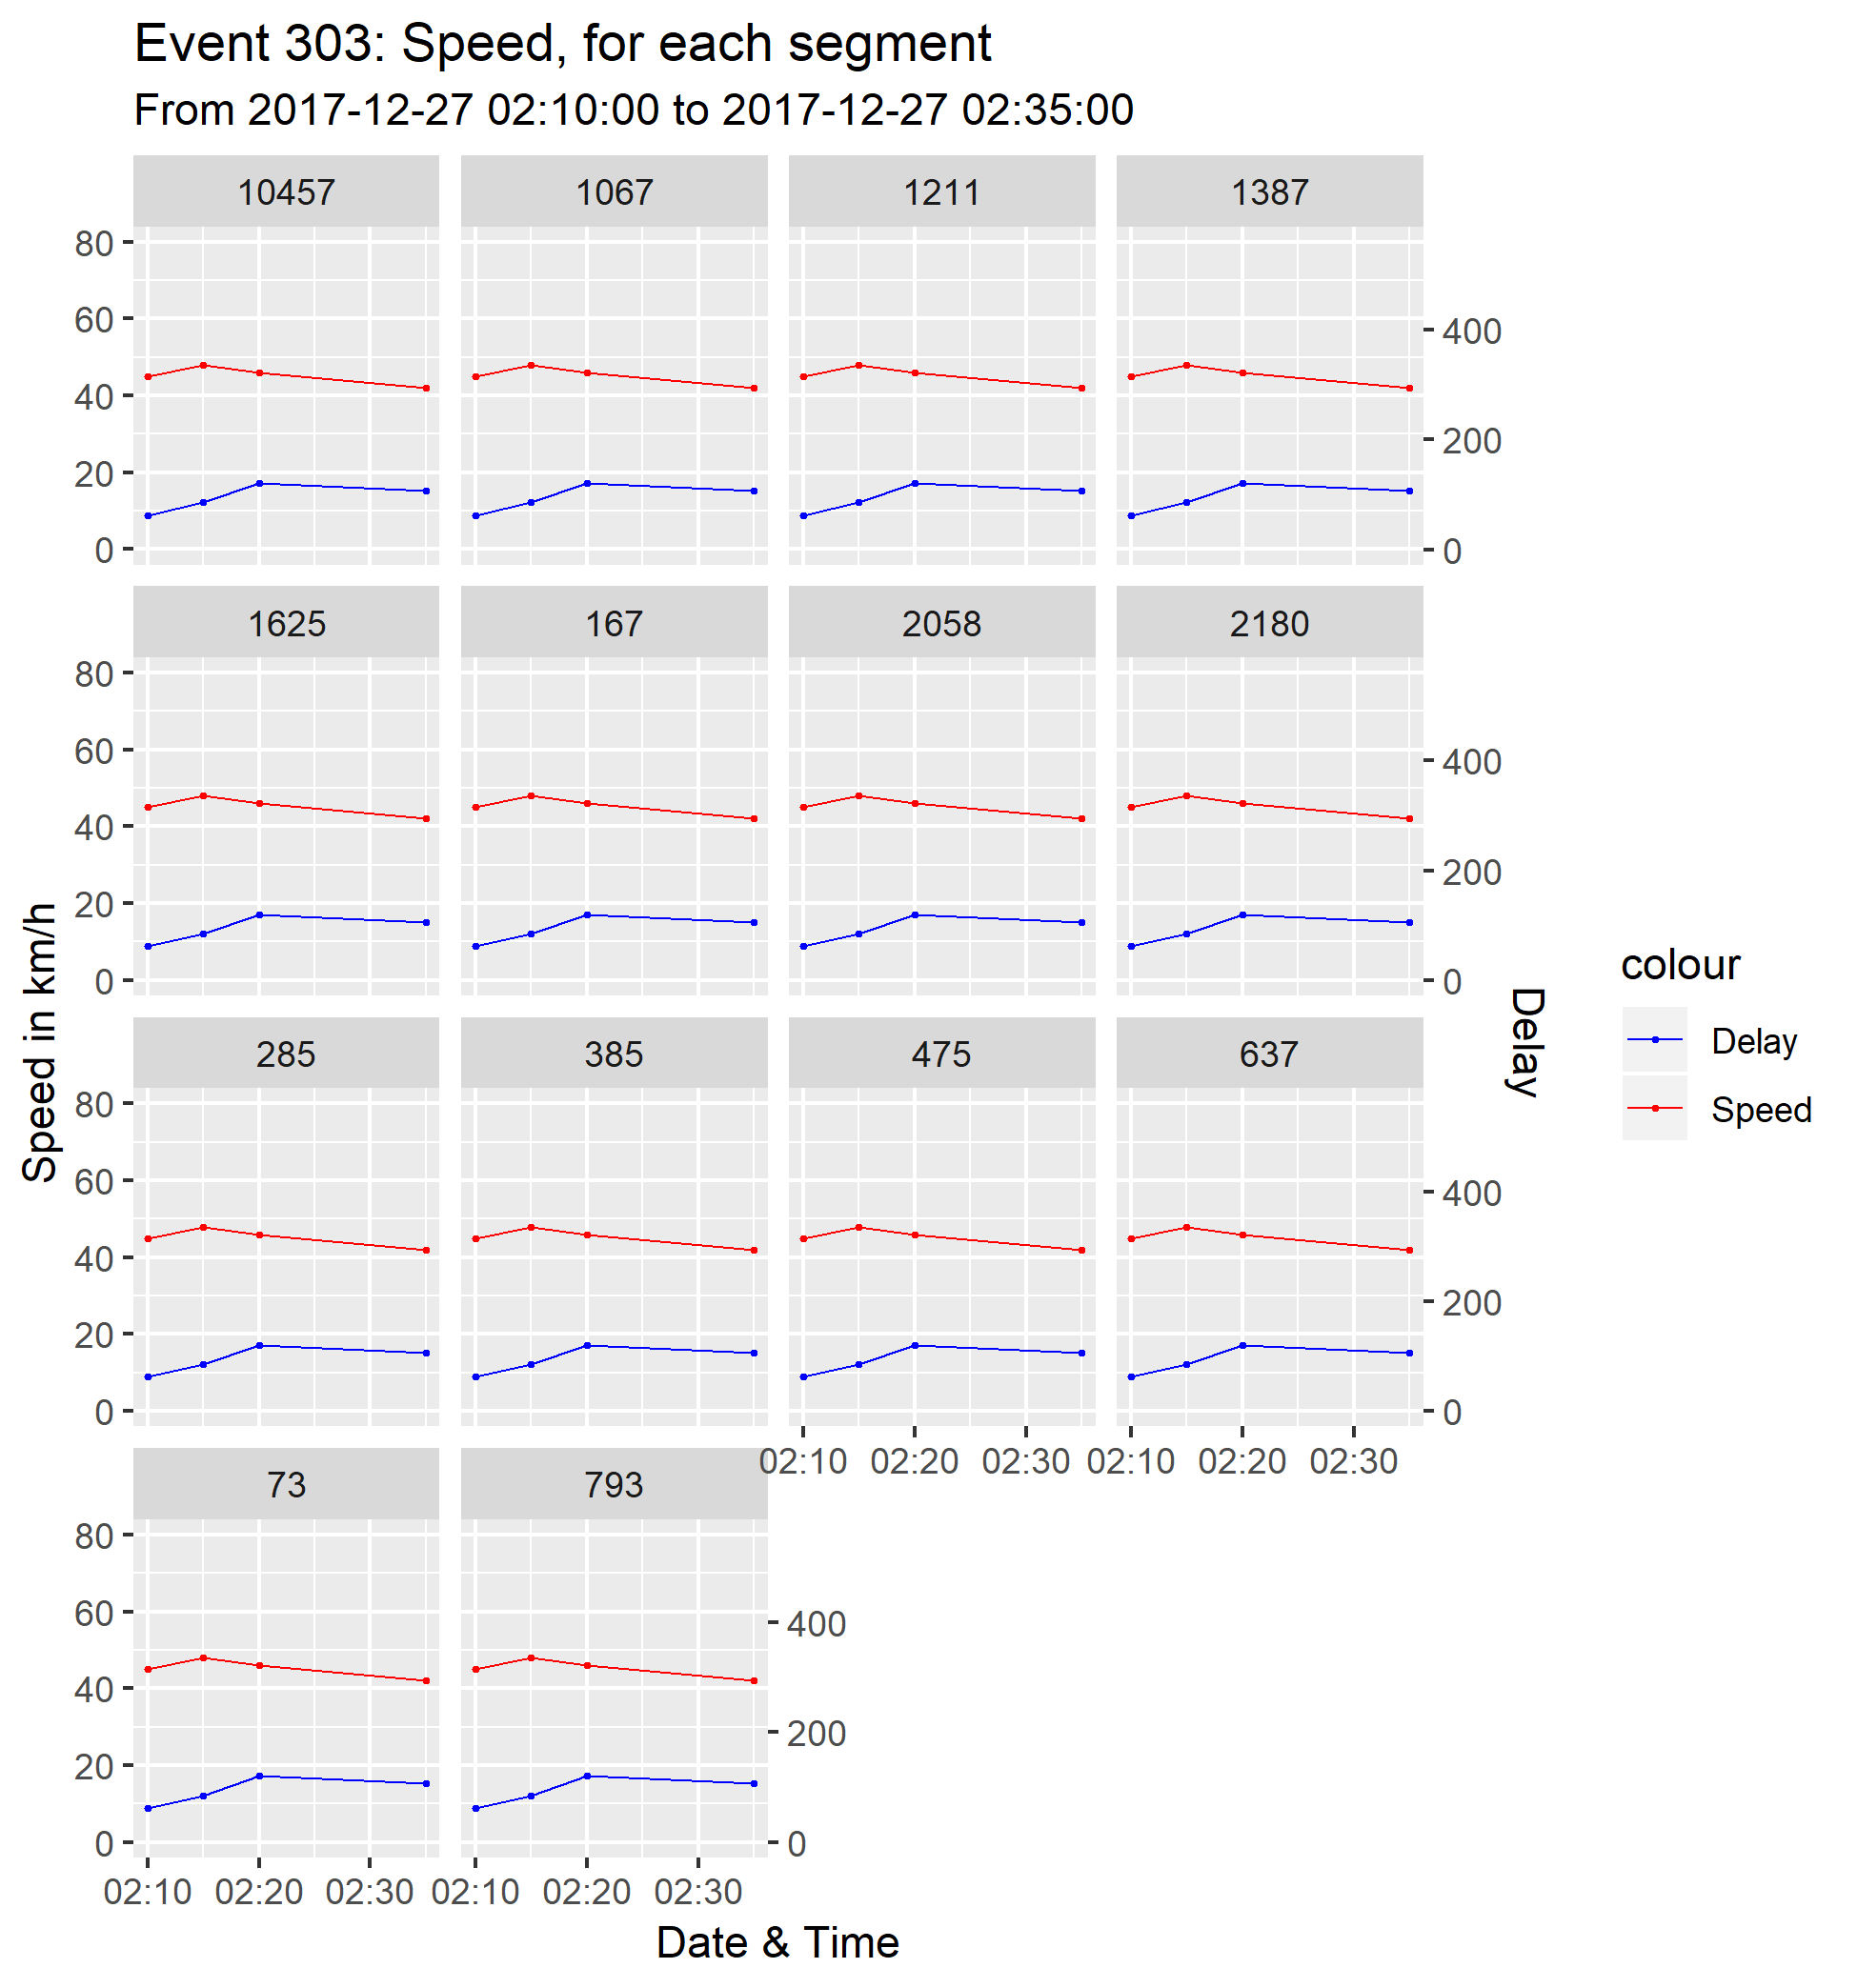 Event 303: Speed, for each segment
From 2017-12-27 02:10:00 to 2017-12-27 02:35:00
10457 1067 1211 1387
80
60 400
40
200
20
0 0
1625 167 2058 2180
80
60 400
40
200
20
0 0
285 385 475 637
80
60 400
40
200
20
0 0
02:10 02:20 02:30 02:10 02:20 02:30
73 793
80
60 400
40
200
20
0 0
02:10 02:20 02:30 02:10 02:20 02:30
Date & Time
Speed in km/h
Delay
colour
Delay
Speed